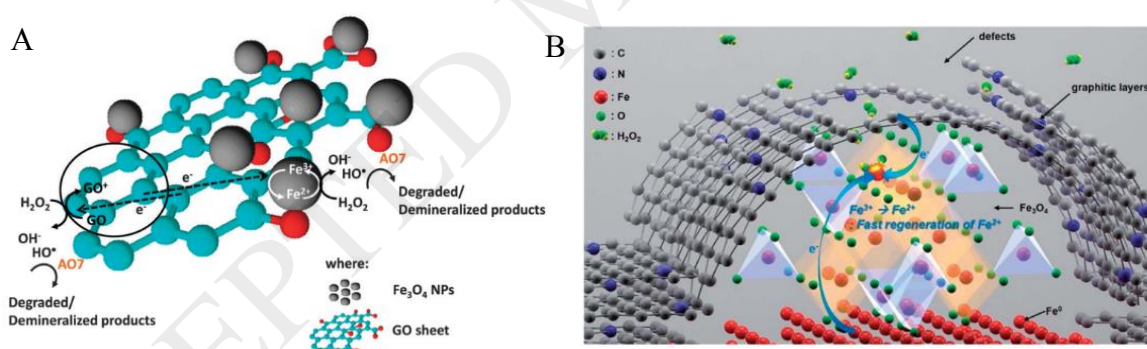 A
GO⁺
e⁻
e⁻
GO
H₂O₂
OH⁻
HO•
AO7
Degraded/
Demineralized products
Fe³⁺
Fe²⁺
OH⁻
HO•
H₂O₂
AO7
Degraded/
Demineralized products
where:
Fe₃O₄ NPs
GO sheet
B
: C
: N
: Fe
: O
: H₂O₂
defects
graphitic layers
e⁻
Fe³⁺ → Fe²⁺
: Fast regeneration of Fe²⁺
Fe₃O₄
e⁻
Fe⁰
EPTED M